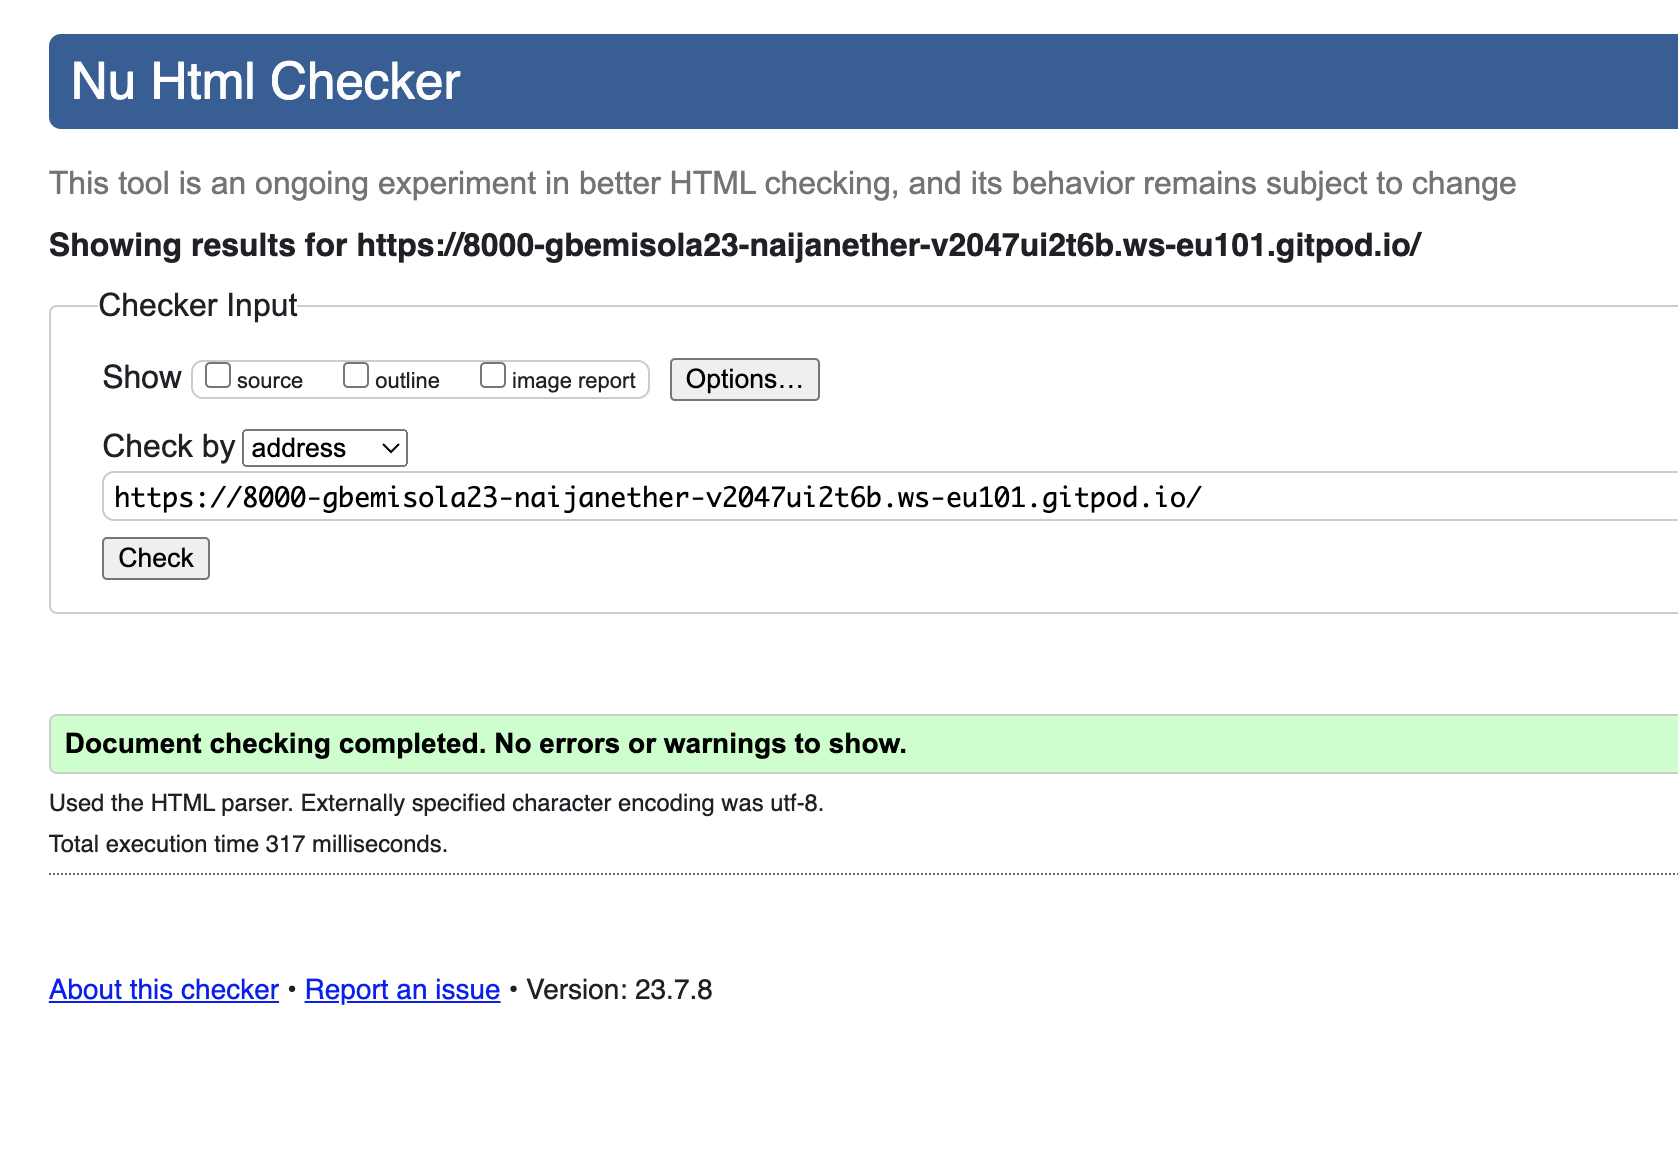 Nu Html Checker
This tool is an ongoing experiment in better HTML checking, and its behavior remains subject to change
Showing results for https://8000-gbemisola23-naijanether-v2047ui2t6b.ws-eu101.gitpod.io/
Checker Input
Show source outline image report Options...
Check by address
https://8000-gbemisola23-naijanether-v2047ui2t6b.ws-eu101.gitpod.io/
Check
Document checking completed. No errors or warnings to show.
Used the HTML parser. Externally specified character encoding was utf-8.
Total execution time 317 milliseconds.
About this checker • Report an issue • Version: 23.7.8